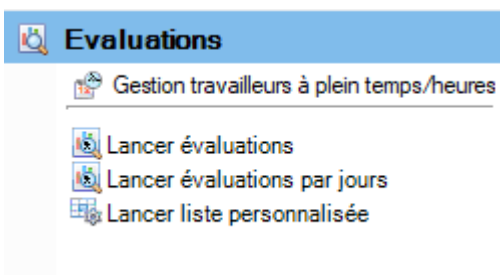 Evaluations
Gestion travailleurs à plein temps/heures
Lancer évaluations
Lancer évaluations par jours
Lancer liste personnalisée